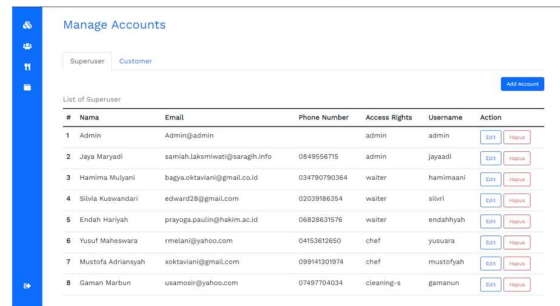 Manage Accounts
Superuser Customer
Add Account
List of Superuser
# Nama Email Phone Number Access Rights Username Action
1 Admin Admin@admin admin admin Edit Hapus
2 Jaya Maryadi samiah.laksmiwati@saragih.info 0849556715 admin jayaadi Edit Hapus
3 Hamima Mulyani bagya.oktaviani@gmail.co.id 034790790364 waiter hamimaani Edit Hapus
4 Silvia Kuswandari edward28@gmail.com 02039186354 waiter silvri Edit Hapus
5 Endah Hariyah prayoga.paulin@hakim.ac.id 06828631576 waiter endahhyah Edit Hapus
6 Yusuf Maheswara rmelani@yahoo.com 04153612650 chef yusuara Edit Hapus
7 Mustofa Adriansyah xoktaviani@gmail.com 099141301974 chef mustofyah Edit Hapus
8 Gaman Marbun usamosir@yahoo.com 07497704034 cleaning-s gamanun Edit Hapus